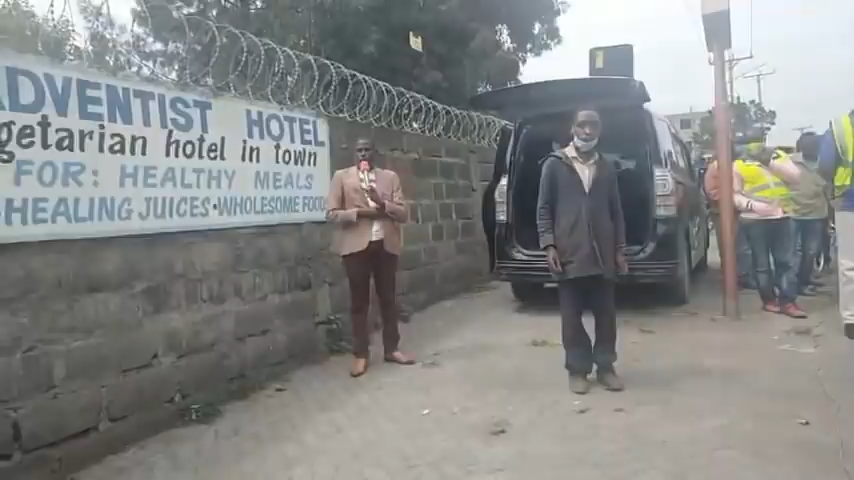 ADVENTIST HOTEL
getarian hotel in town
FOR: HEALTHY MEALS
HEALING JUICES • WHOLESOME FOOD